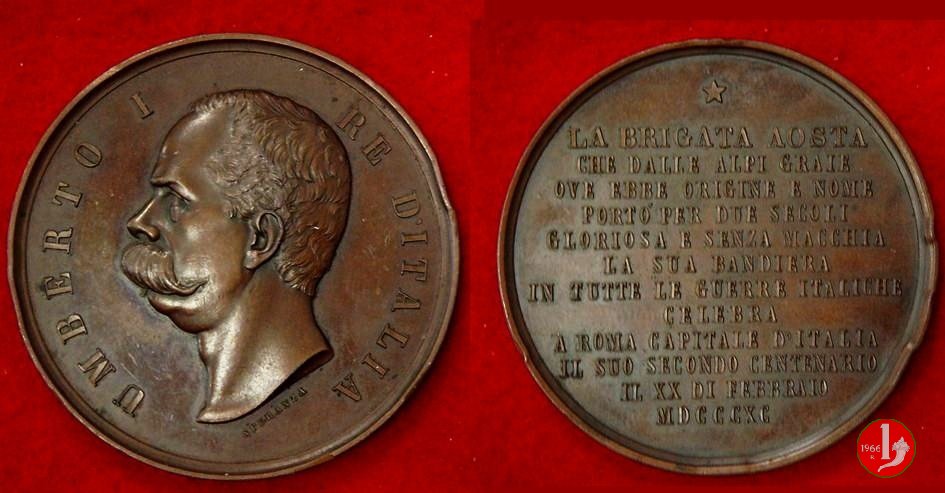 UMBERTO I RE D'ITALIA
SPERANZA
LA BRIGATA AOSTA
CHE DALLE ALPI GRAIE
OVE EBBE ORIGINE E NOME
PORTO' PER DUE SECOLI
GLORIOSA E SENZA MACCHIA
LA SUA BANDIERA
IN TUTTE LE GUERRE ITALICHE
CELEBRA
A ROMA CAPITALE D'ITALIA
IL SUO SECONDO CENTENARIO
IL XX DI FEBBRAIO
MDCCCXC
1966
K